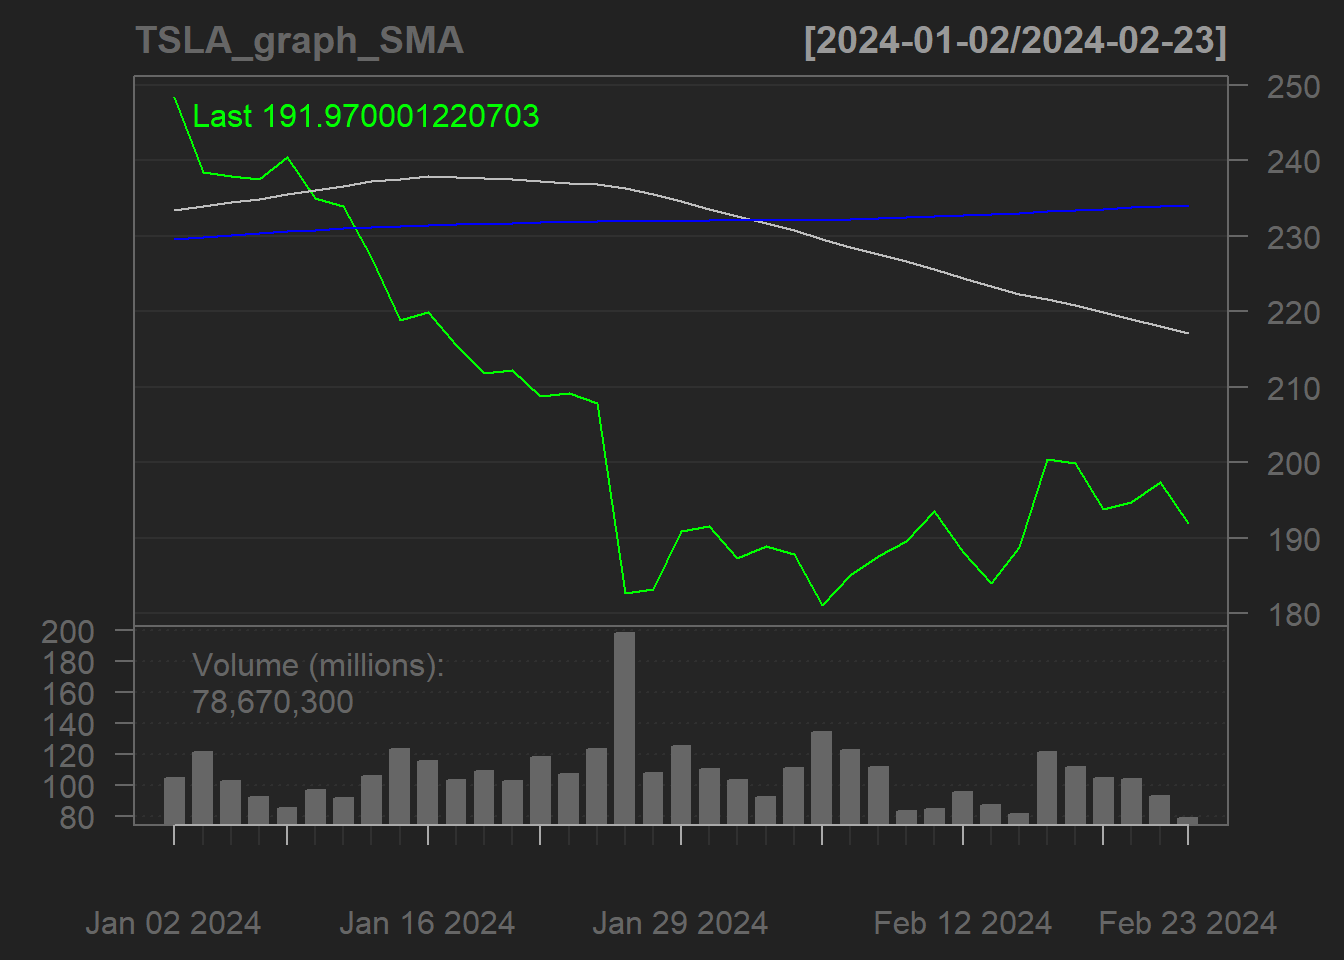 TSLA_graph_SMA
[2024-01-02/2024-02-23]
Last 191.970001220703
250
240
230
220
210
200
190
180
Volume (millions):
78,670,300
200
180
160
140
120
100
80
Jan 02 2024
Jan 16 2024
Jan 29 2024
Feb 12 2024
Feb 23 2024